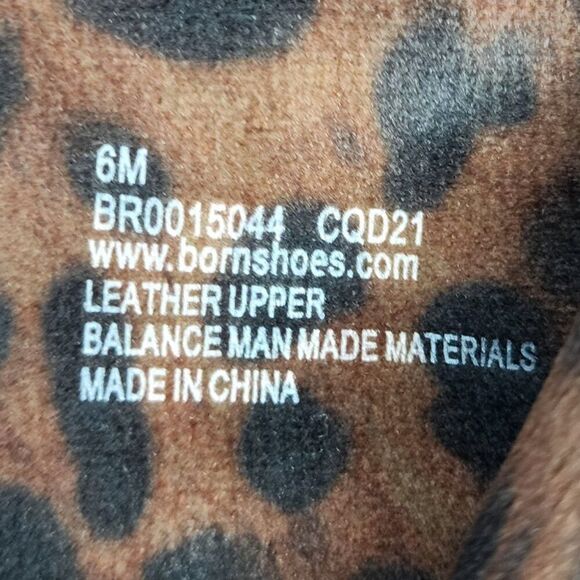 6M
BR0015044 CQD21
www.bornshoes.com
LEATHER UPPER
BALANCE MAN MADE MATERIALS
MADE IN CHINA